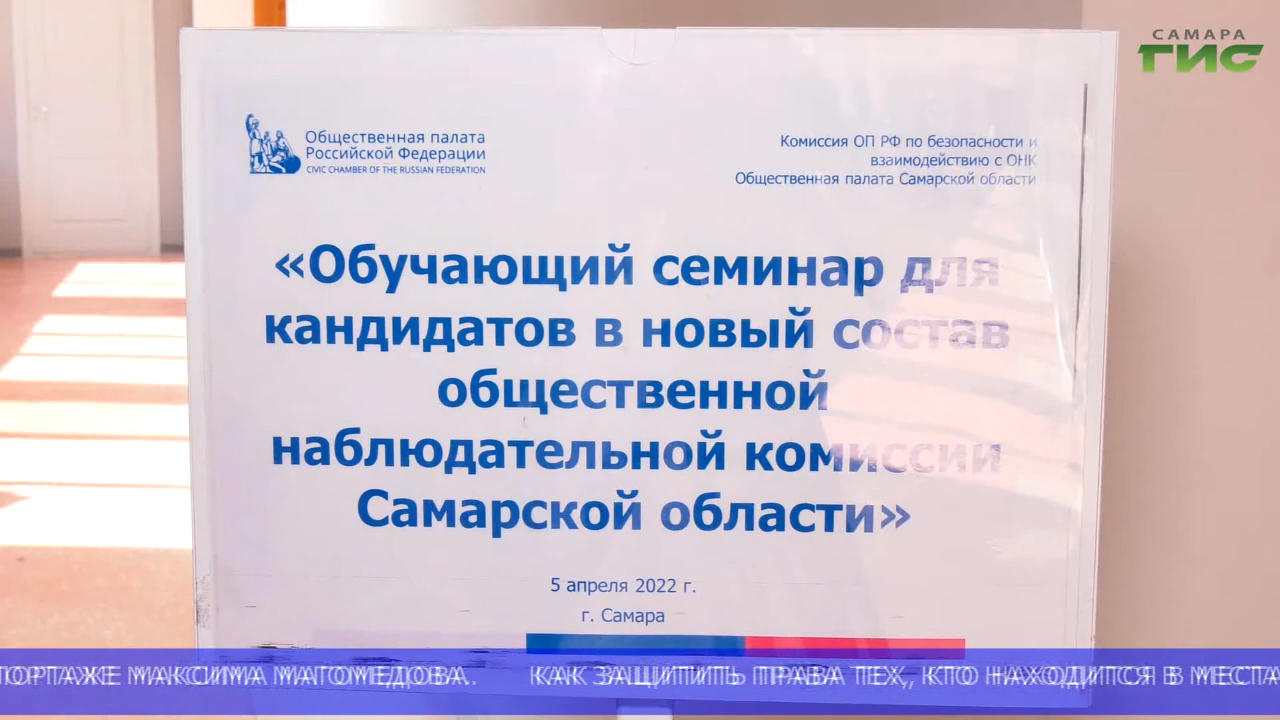 САМАРА
ГИС
Общественная палата
Российской Федерации
CIVIC CHAMBER OF THE RUSSIAN FEDERATION
Комиссия ОП РФ по безопасности и
взаимодействию с ОНК
Общественная палата Самарской области
«Обучающий семинар для
кандидатов в новый состав
общественной
наблюдательной комиссии
Самарской области»
5 апреля 2022 г.
г. Самара
МАКСИМА МАГОМЕДОВА. КАК ЗАЩИТИТЬ ПРАВА ТЕХ, КТО НАХОДИТСЯ В